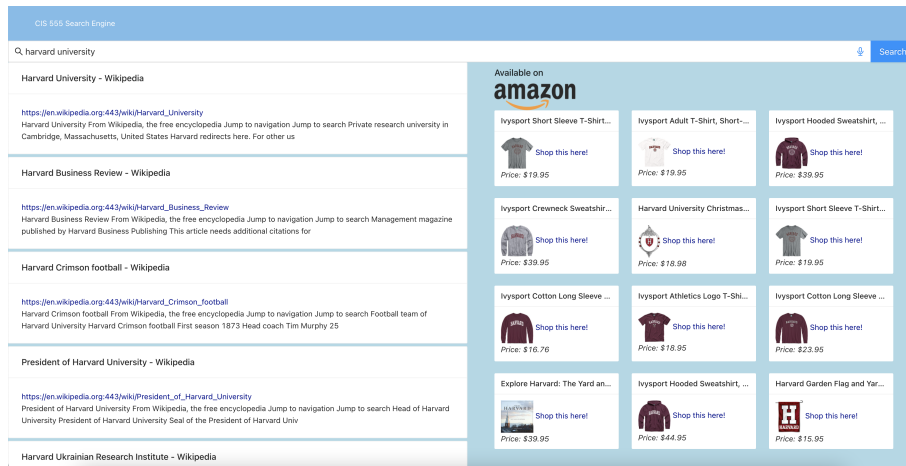 CIS 555 Search Engine
harvard university
Search
Harvard University - Wikipedia
https://en.wikipedia.org:443/wiki/Harvard_University
Harvard University From Wikipedia, the free encyclopedia Jump to navigation Jump to search Private research university in
Cambridge, Massachusetts, United States Harvard redirects here. For other us
Harvard Business Review - Wikipedia
https://en.wikipedia.org:443/wiki/Harvard_Business_Review
Harvard Business Review From Wikipedia, the free encyclopedia Jump to navigation Jump to search Management magazine
published by Harvard Business Publishing This article needs additional citations for
Harvard Crimson football - Wikipedia
https://en.wikipedia.org:443/wiki/Harvard_Crimson_football
Harvard Crimson football From Wikipedia, the free encyclopedia Jump to navigation Jump to search Football team of
Harvard University Harvard Crimson football First season 1873 Head coach Tim Murphy 25
President of Harvard University - Wikipedia
https://en.wikipedia.org:443/wiki/President_of_Harvard_University
President of Harvard University From Wikipedia, the free encyclopedia Jump to navigation Jump to search Head of Harvard
University President of Harvard University Seal of the President of Harvard Univ
Harvard Ukrainian Research Institute - Wikipedia
Available on
amazon
Ivysport Short Sleeve T-Shirt...
Shop this here!
Price: $19.95
Ivysport Adult T-Shirt, Short-...
Shop this here!
Price: $19.95
Ivysport Hooded Sweatshirt, ...
Shop this here!
Price: $39.95
Ivysport Crewneck Sweatshir...
Shop this here!
Price: $39.95
Harvard University Christmas...
Shop this here!
Price: $18.98
Ivysport Short Sleeve T-Shirt...
Shop this here!
Price: $19.95
Ivysport Cotton Long Sleeve ...
Shop this here!
Price: $16.76
Ivysport Athletics Logo T-Shi...
Shop this here!
Price: $18.95
Ivysport Cotton Long Sleeve ...
Shop this here!
Price: $23.95
Explore Harvard: The Yard an...
HARVARD
Shop this here!
Price: $39.95
Ivysport Hooded Sweatshirt, ...
Shop this here!
Price: $44.95
Harvard Garden Flag and Yar...
H
HARVARD
Shop this here!
Price: $15.95